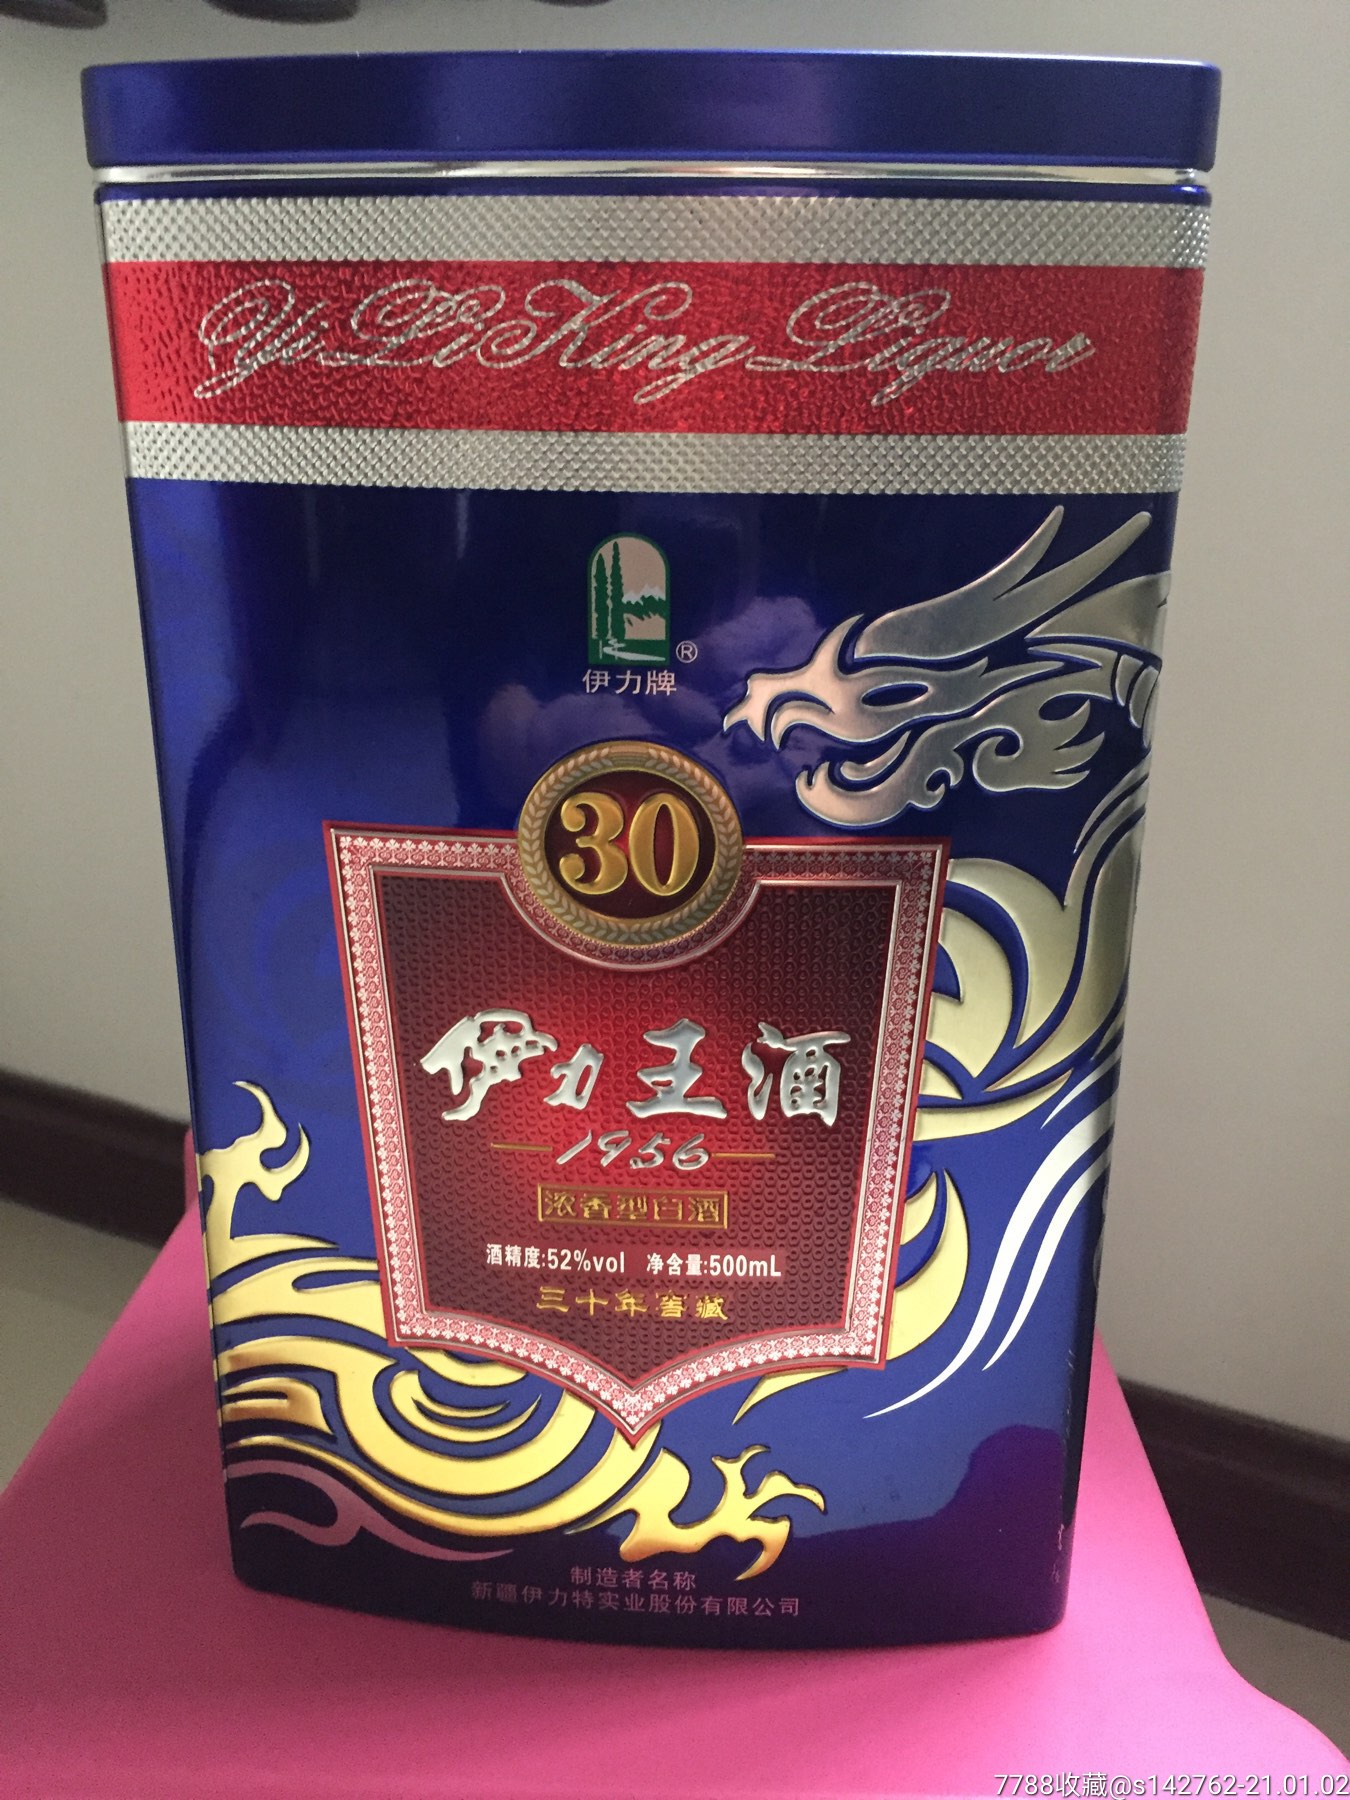 Yi Li King Liquor
®
伊力牌
30
伊力王酒
1956
浓香型白酒
酒精度:52%vol 净含量:500mL
三十年窖藏
制造者名称
新疆伊力特实业股份有限公司
7788收藏@s142762-21.01.02